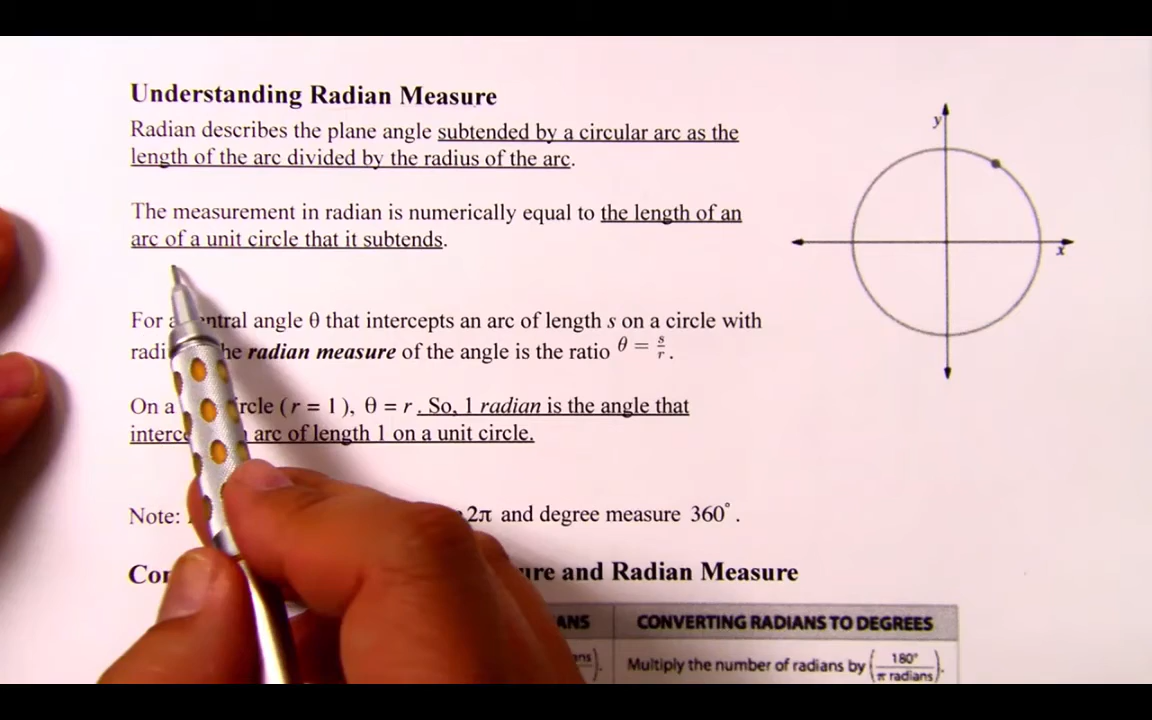 Understanding Radian Measure
Radian describes the plane angle subtended by a circular arc as the
length of the arc divided by the radius of the arc.
The measurement in radian is numerically equal to the length of an
arc of a unit circle that it subtends.
For a central angle θ that intercepts an arc of length s on a circle with
radi he radian measure of the angle is the ratio θ = s/r .
On a rcle ( r = 1 ), θ = r . So, 1 radian is the angle that
interce arc of length 1 on a unit circle.
Note: 2π and degree measure 360° .
Con ure and Radian Measure
ANS CONVERTING RADIANS TO DEGREES
ns ). Multiply the number of radians by (180°/π radians).
y
x